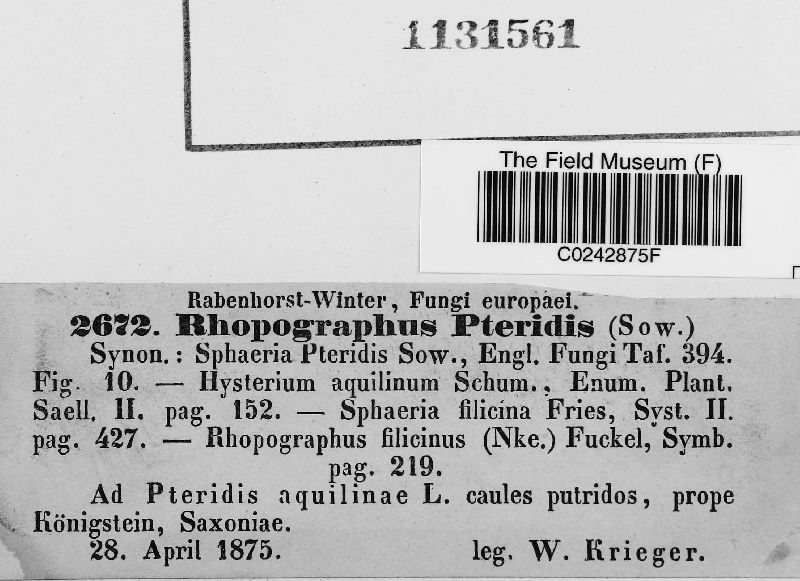 1131561
The Field Museum (F)
C0242875F
Rabenhorst-Winter, Fungi europaei.
2672. Rhopographus Pteridis (Sow.)
Synon.: Sphaeria Pteridis Sow., Engl. Fungi Taf. 394.
Fig. 10. — Hysterium aquilinum Schum., Enum. Plant.
Saell. II. pag. 152. — Sphaeria filicina Fries, Syst. II.
pag. 427. — Rhopographus filicinus (Nke.) Fuckel, Symb.
pag. 219.
Ad Pteridis aquilinae L. caules putridos, prope
Königstein, Saxoniae.
28. April 1875. leg. W. Krieger.